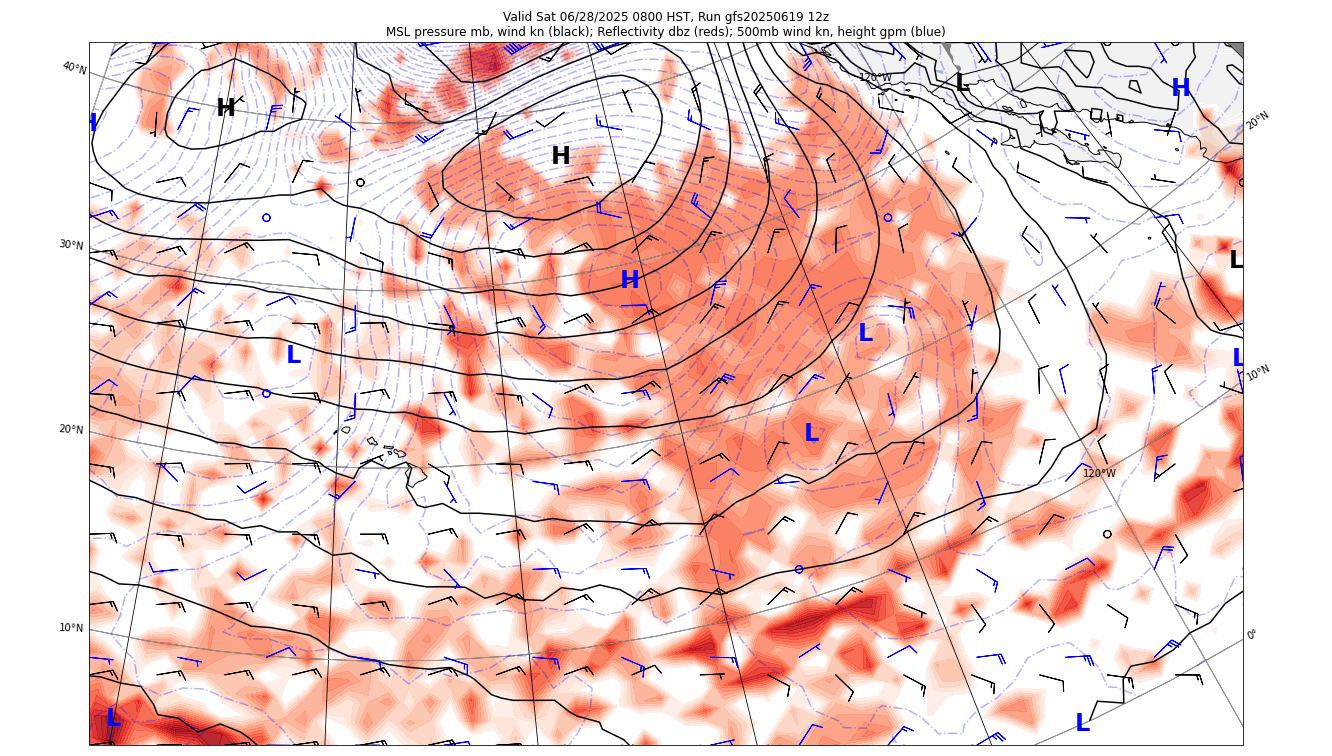 Valid Sat 06/28/2025 0800 HST, Run gfs20250619 12z
MSL pressure mb, wind kn (black); Reflectivity dbz (reds); 500mb wind kn, height gpm (blue)
40°N
120°W
L
H
H
H
20°N
H
30°N
L
H
L
L
L
10°N
20°N
L
120°W
10°N
0°
L
L